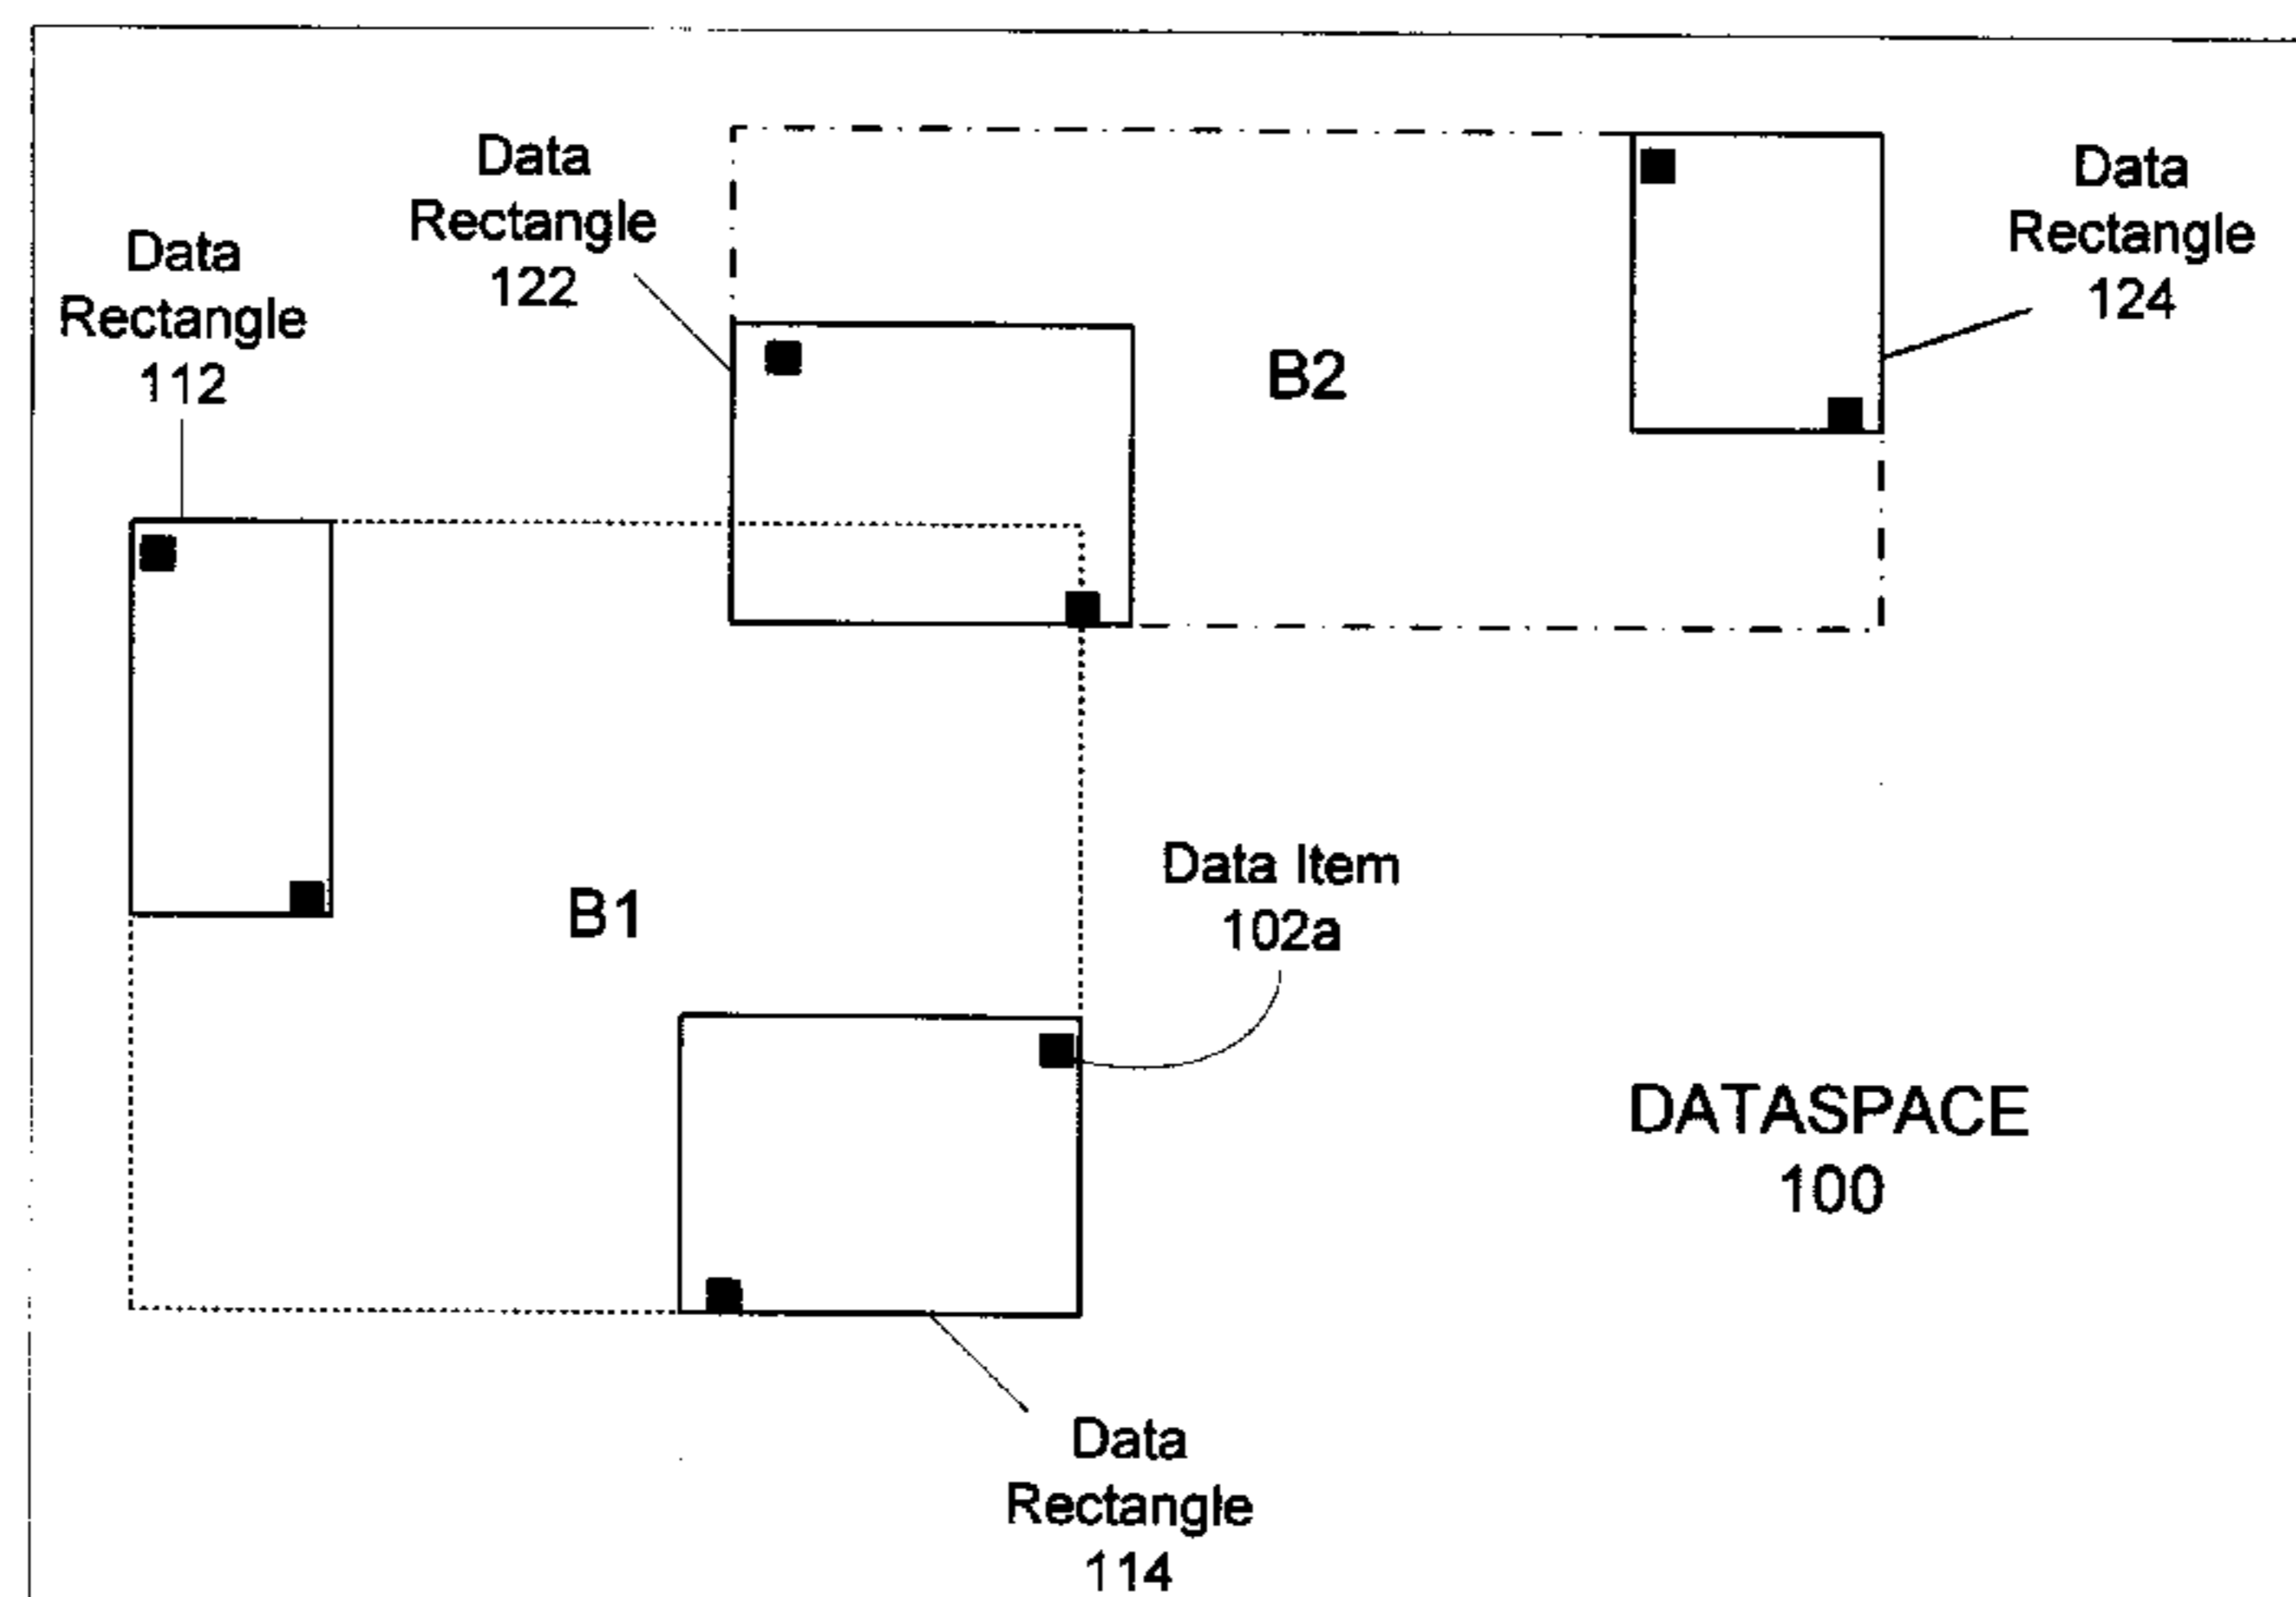 Data
Rectangle
122
Data
Rectangle
124
Data
Rectangle
112
B2
B1
Data Item
102a
DATASPACE
100
Data
Rectangle
114